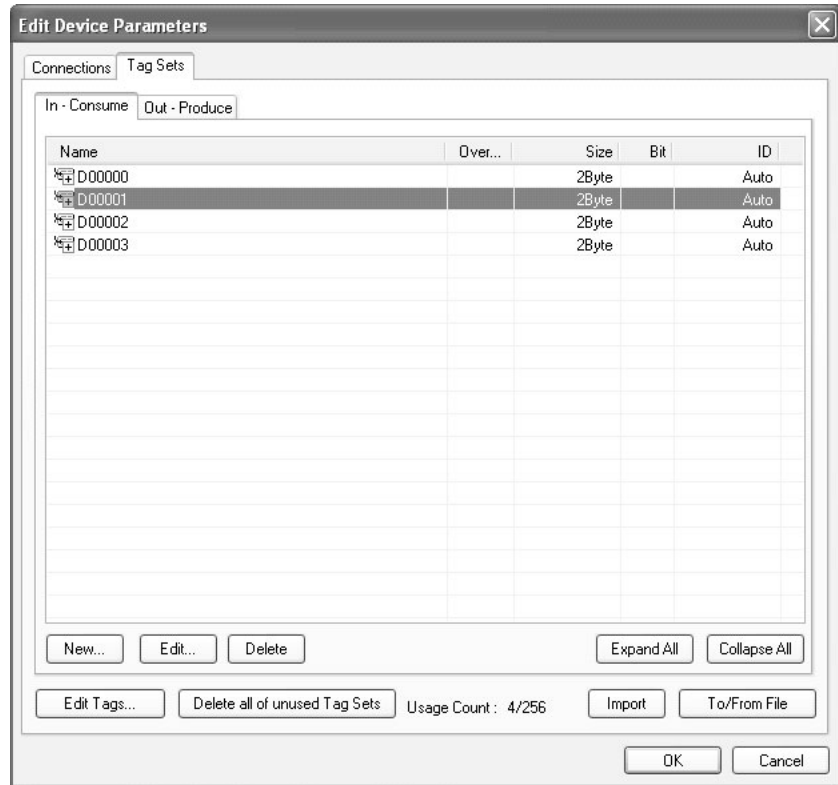 Edit Device Parameters
Connections Tag Sets
In - Consume Out - Produce
Name Over... Size Bit ID
D00000 2Byte Auto
D00001 2Byte Auto
D00002 2Byte Auto
D00003 2Byte Auto
New... Edit... Delete Expand All Collapse All
Edit Tags... Delete all of unused Tag Sets Usage Count : 4/256 Import To/From File
OK Cancel